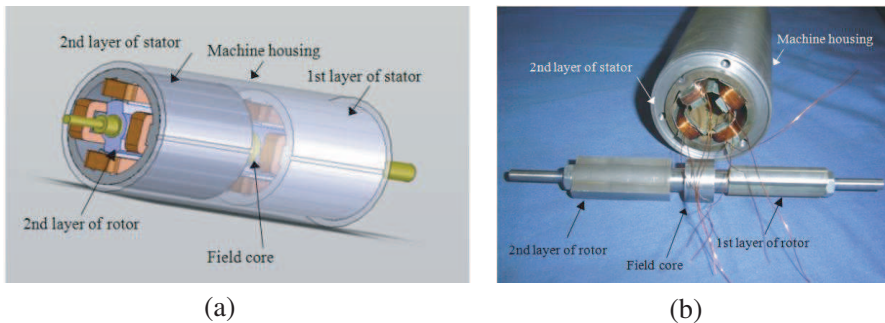 2nd layer of stator
Machine housing
1st layer of stator
2nd layer of rotor
Field core
(a)
Machine housing
2nd layer of stator
2nd layer of rotor
Field core
1st layer of rotor
(b)